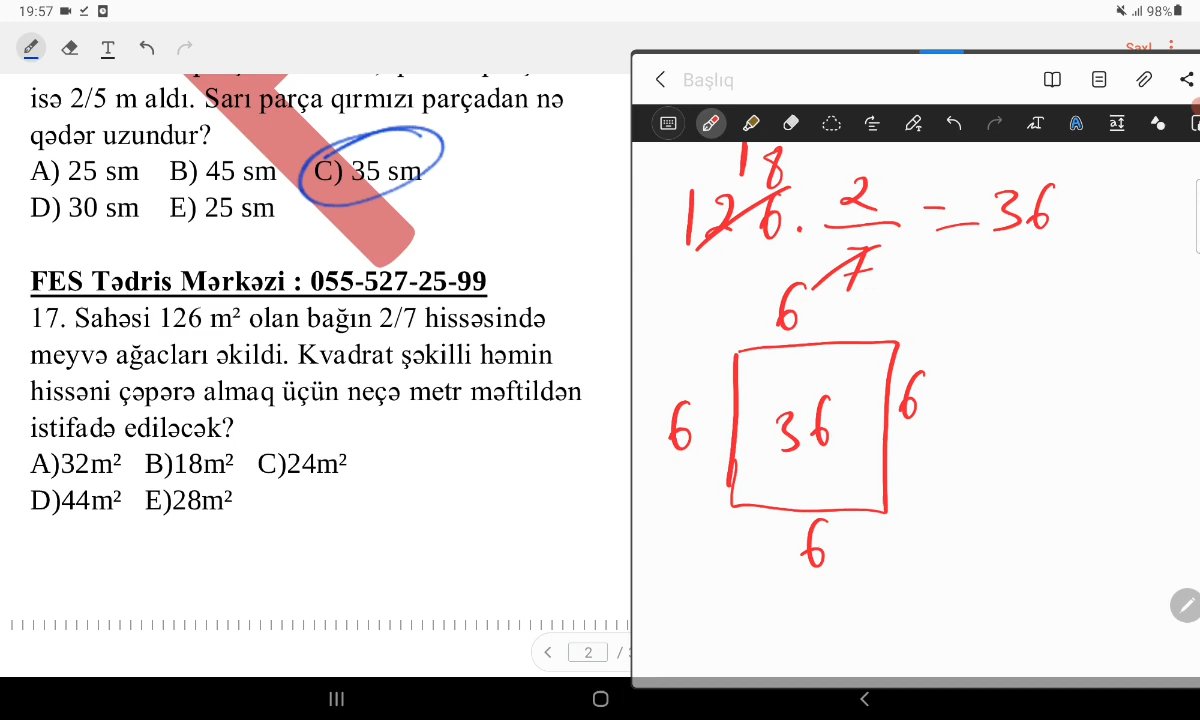 19:57
98%
Saxl
isə 2/5 m aldı. Sarı parça qırmızı parçadan nə
qədər uzundur?
A) 25 sm B) 45 sm C) 35 sm
D) 30 sm E) 25 sm
FES Tədris Mərkəzi : 055-527-25-99
17. Sahəsi 126 m² olan bağın 2/7 hissəsində
meyvə ağacları əkildi. Kvadrat şəkilli həmin
hissəni çəpərə almaq üçün neçə metr məftildən
istifadə ediləcək?
A)32m² B)18m² C)24m²
D)44m² E)28m²
2 /
Başlıq
18
126 · 2/7 = 36
6
6 36 6
6